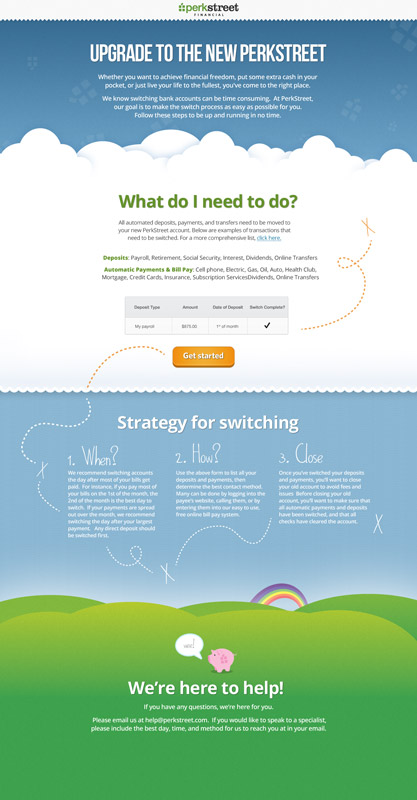 perkstreet
FINANCIAL
UPGRADE TO THE NEW PERKSTREET
Whether you want to achieve financial freedom, put some extra cash in your
pocket, or just live your life to the fullest, you've come to the right place.
We know switching bank accounts can be time consuming. At PerkStreet,
our goal is to make the switch process as easy as possible for you.
Follow these steps to be up and running in no time.
What do I need to do?
All automated deposits, payments, and transfers need to be moved to
your new PerkStreet account. Below are examples of transactions that
need to be switched. For a more comprehensive list, click here.
Deposits: Payroll, Retirement, Social Security, Interest, Dividends, Online Transfers
Automatic Payments & Bill Pay: Cell phone, Electric, Gas, Oil, Auto, Health Club,
Mortgage, Credit Cards, Insurance, Subscription ServicesDividends, Online Transfers
Deposit Type Amount Date of Deposit Switch Complete?
My payroll $875.00 1st of month ✓
Get started
Strategy for switching
1. When?
We recommend switching accounts
the day after most of your bills get
paid. For instance, if you pay most of
your bills on the 1st of the month, the
2nd of the month is the best day to
switch. If your payments are spread
out over the month, we recommend
switching the day after your largest
payment. Any direct deposit should
be switched first.
2. How?
Use the above form to list all your
deposits and payments, then
determine the best contact method.
Many can be done by logging into the
payee's website, calling them, or by
entering them into our easy to use,
free online bill pay system.
3. Close
Once you've switched your deposits
and payments, you'll want to close
your old account to avoid fees and
issues. Before closing your old
account, you'll want to make sure that
all automatic payments and deposits
have been switched, and that all
checks have cleared the account.
We're here to help!
If you have any questions, we're here for you.
Please email us at help@perkstreet.com. If you would like to speak to a specialist,
please include the best day, time, and method for us to reach you at in your email.